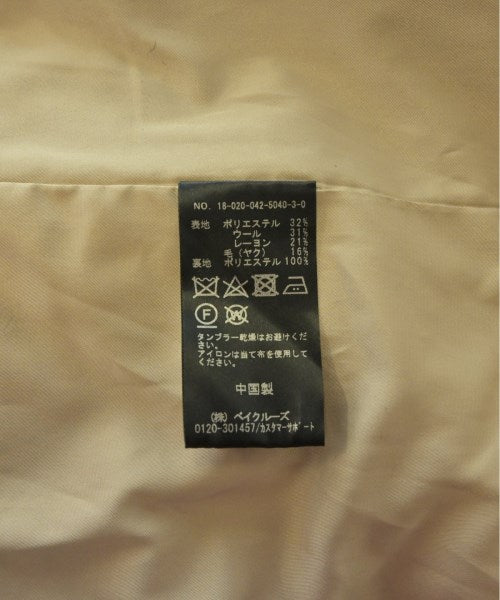 NO. 18-020-042-5040-3-0
表地 ポリエステル 32%
ウール 31%
レーヨン 21%
毛(ヤク) 16%
裏地 ポリエステル 100%
F W
タンブラー乾燥はお避けくだ
さい。
アイロンは当て布を使用して
ください。
中国製
(株) ベイクルーズ
0120-301457/カスタマーサポート